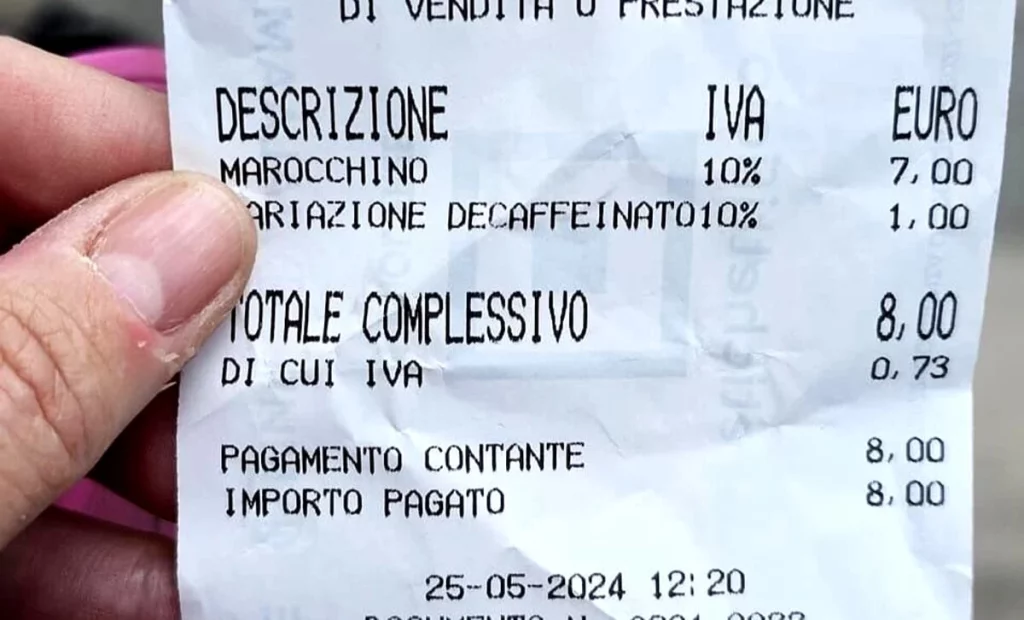 DI VENDITA O PRESTAZIONE
DESCRIZIONE IVA EURO
MAROCCHINO 10% 7,00
ARIAZIONE DECAFFEINATO10% 1,00
TOTALE COMPLESSIVO 8,00
DI CUI IVA 0,73
PAGAMENTO CONTANTE 8,00
IMPORTO PAGATO 8,00
25-05-2024 12:20